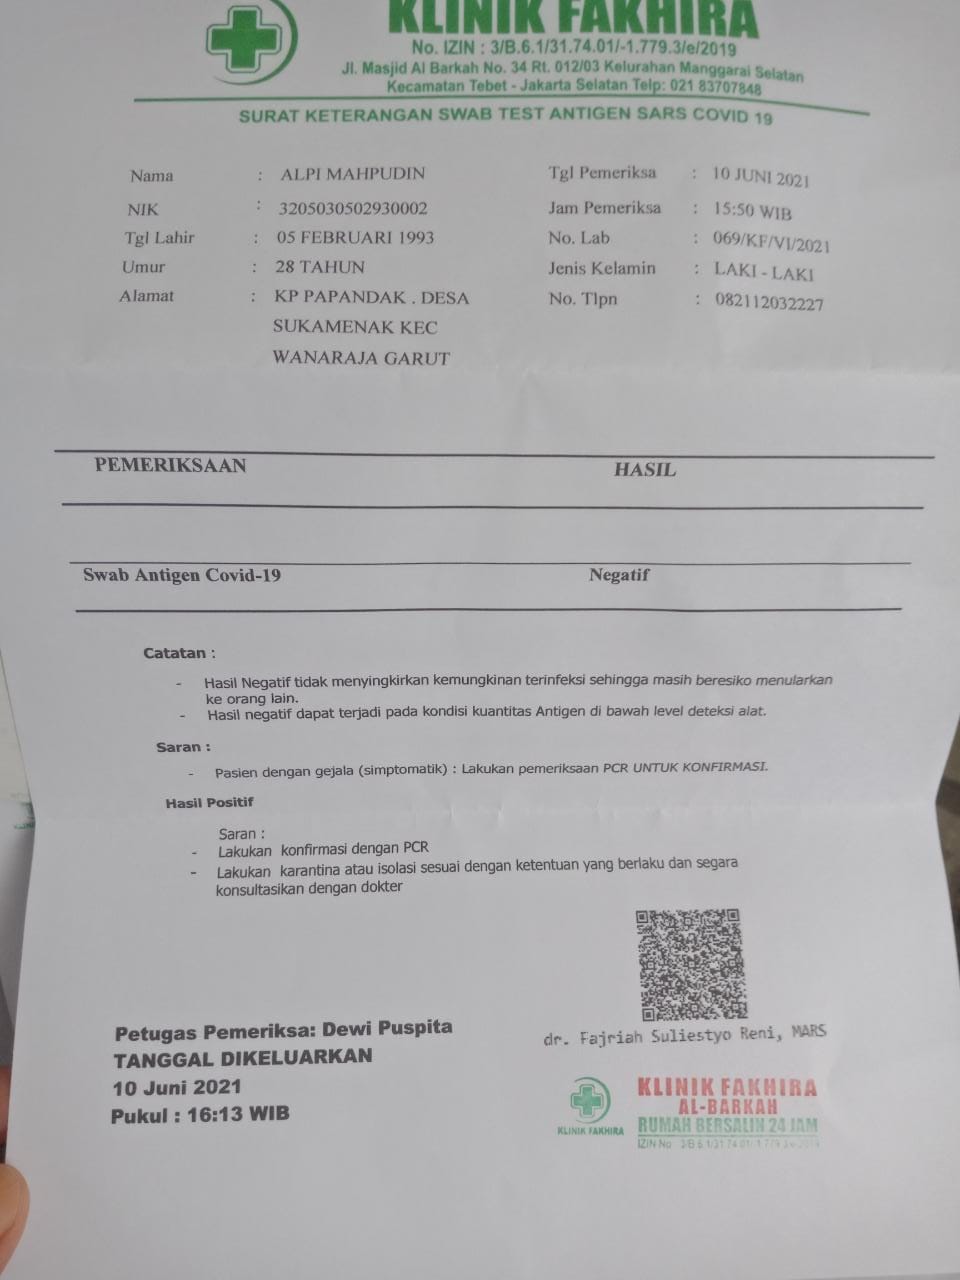 KLINIK FAKHIRA
No. IZIN : 3/B.6.1/31.74.01/-1.779.3/e/2019
Jl. Masjid Al Barkah No. 34 Rt. 012/03 Kelurahan Manggarai Selatan
Kecamatan Tebet - Jakarta Selatan Telp: 021 83707848
SURAT KETERANGAN SWAB TEST ANTIGEN SARS COVID 19
Nama : ALPI MAHPUDIN Tgl Pemeriksa : 10 JUNI 2021
NIK : 3205030502930002 Jam Pemeriksa : 15:50 WIB
Tgl Lahir : 05 FEBRUARI 1993 No. Lab : 069/KF/VI/2021
Umur : 28 TAHUN Jenis Kelamin : LAKI - LAKI
Alamat : KP PAPANDAK . DESA No. Tlpn : 082112032227
SUKAMENAK KEC
WANARAJA GARUT
PEMERIKSAAN HASIL
Swab Antigen Covid-19 Negatif
Catatan :
- Hasil Negatif tidak menyingkirkan kemungkinan terinfeksi sehingga masih beresiko menularkan
ke orang lain.
- Hasil negatif dapat terjadi pada kondisi kuantitas Antigen di bawah level deteksi alat.
Saran :
- Pasien dengan gejala (simptomatik) : Lakukan pemeriksaan PCR UNTUK KONFIRMASI.
Hasil Positif
Saran :
- Lakukan konfirmasi dengan PCR
- Lakukan karantina atau isolasi sesuai dengan ketentuan yang berlaku dan segara
konsultasikan dengan dokter
Petugas Pemeriksa: Dewi Puspita
TANGGAL DIKELUARKAN
10 Juni 2021
Pukul : 16:13 WIB
dr. Fajriah Suliestyo Reni, MARS
KLINIK FAKHIRA
KLINIK FAKHIRA
AL-BARKAH
RUMAH BERSALIN 24 JAM
IZIN No 3/B.6.1/31.74.01/-1.779.3/e/2019